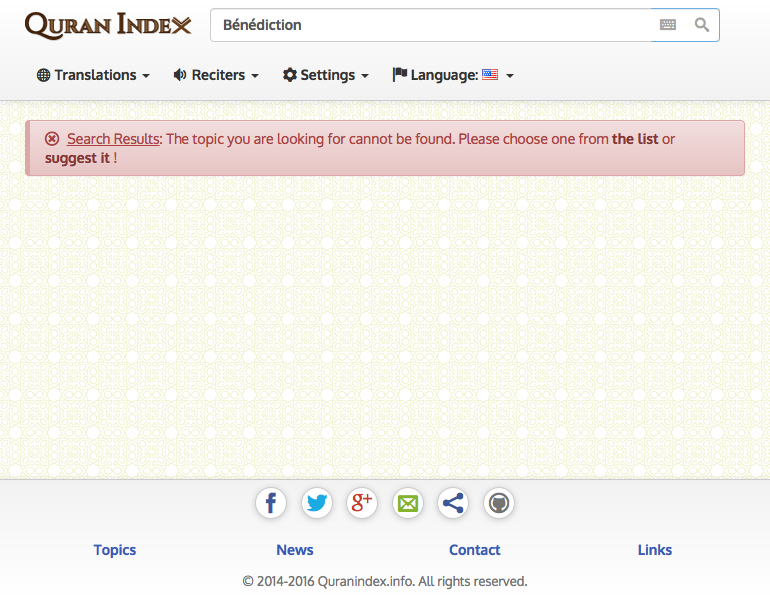 QURAN INDEX
Bénédiction
Translations
Reciters
Settings
Language:
Search Results: The topic you are looking for cannot be found. Please choose one from the list or
suggest it !
f
g+
Topics
News
Contact
Links
© 2014-2016 Quranindex.info. All rights reserved.